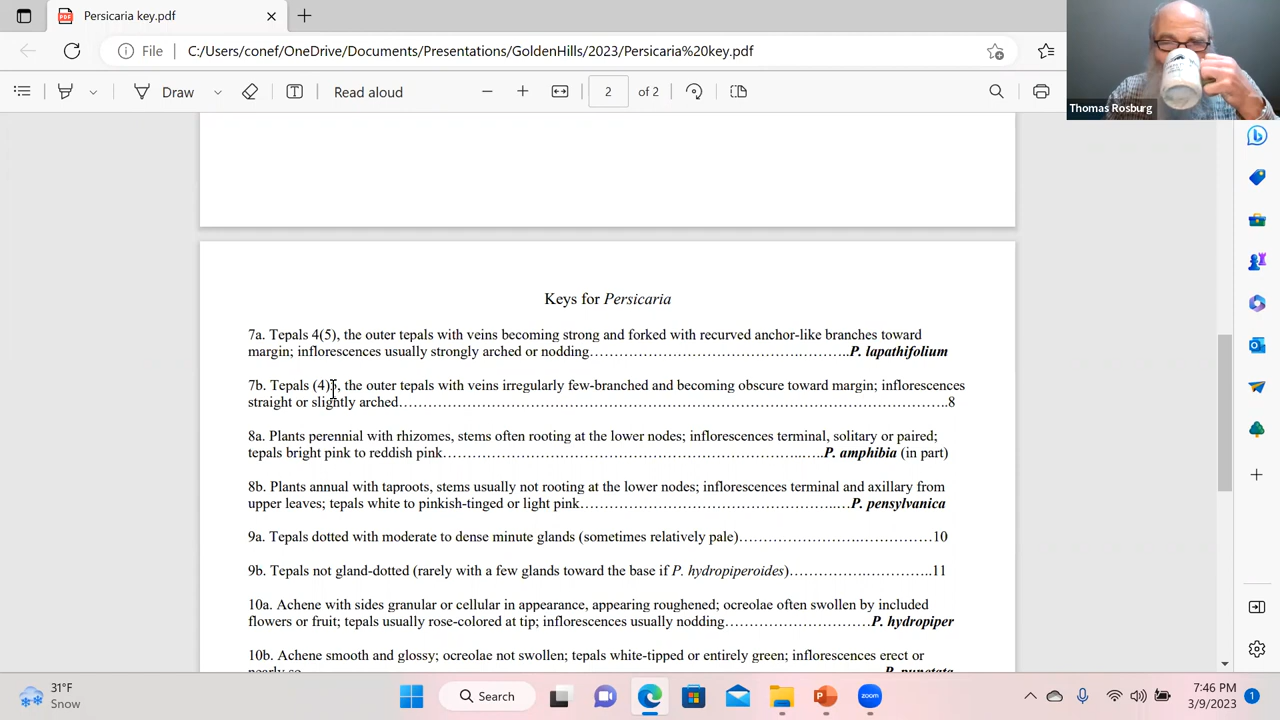 Persicaria key.pdf
File
C:/Users/conef/OneDrive/Documents/Presentations/GoldenHills/2023/Persicaria%20key.pdf
Draw
Read aloud
2
of 2
Thomas Rosburg
Keys for Persicaria
7a. Tepals 4(5), the outer tepals with veins becoming strong and forked with recurved anchor-like branches toward
margin; inflorescences usually strongly arched or nodding……………………………….………..P. lapathifolium
7b. Tepals (4)5, the outer tepals with veins irregularly few-branched and becoming obscure toward margin; inflorescences
straight or slightly arched……………………………………………………………………………………………..8
8a. Plants perennial with rhizomes, stems often rooting at the lower nodes; inflorescences terminal, solitary or paired;
tepals bright pink to reddish pink……………………………………………………………..…..P. amphibia (in part)
8b. Plants annual with taproots, stems usually not rooting at the lower nodes; inflorescences terminal and axillary from
upper leaves; tepals white to pinkish-tinged or light pink…………………………………………..…P. pensylvanica
9a. Tepals dotted with moderate to dense minute glands (sometimes relatively pale)…………………….……………10
9b. Tepals not gland-dotted (rarely with a few glands toward the base if P. hydropiperoides)…………….…………..11
10a. Achene with sides granular or cellular in appearance, appearing roughened; ocreolae often swollen by included
flowers or fruit; tepals usually rose-colored at tip; inflorescences usually nodding………………………P. hydropiper
10b. Achene smooth and glossy; ocreolae not swollen; tepals white-tipped or entirely green; inflorescences erect or
nearly so……………………………………………………………………………………………P. punctata
31°F
Snow
Search
7:46 PM
3/9/2023
1